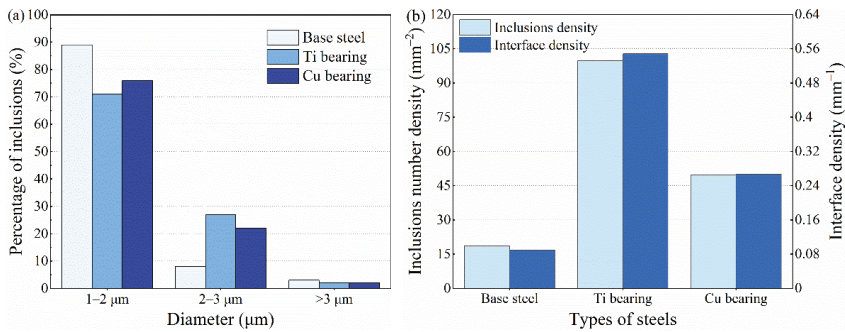 (a)
Percentage of inclusions (%)
100
90
80
70
60
50
40
30
20
10
0
Base steel
Ti bearing
Cu bearing
1–2 μm
2–3 μm
>3 μm
Diameter (μm)
(b)
Inclusions number density (mm⁻²)
120
105
90
75
60
45
30
15
0
Inclusions density
Interface density
0.64
0.56
0.48
0.4
0.32
0.24
0.16
0.08
0
Interface density (mm⁻¹)
Base steel
Ti bearing
Cu bearing
Types of steels